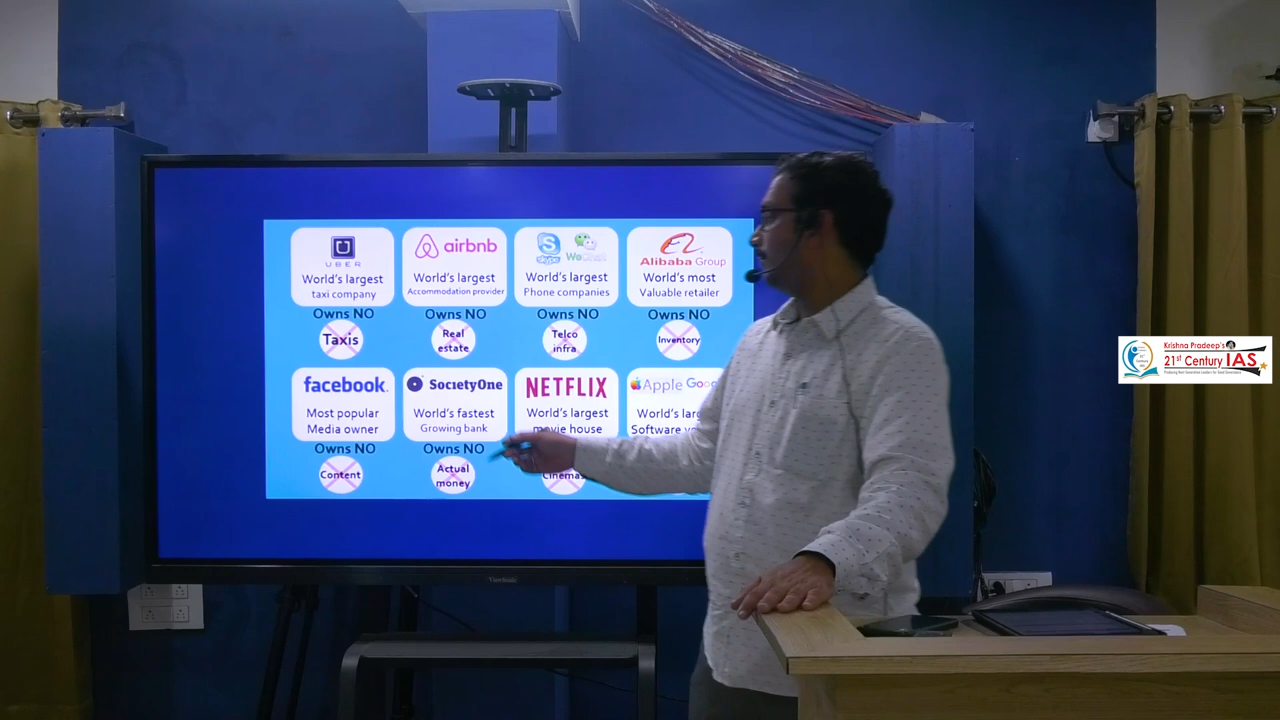 UBER
World's largest
taxi company
Owns NO
Taxis
airbnb
World's largest
Accommodation provider
Owns NO
Real
estate
skype
WeChat
World's largest
Phone companies
Owns NO
Telco
infra
Alibaba Group
World's most
Valuable retailer
Owns NO
Inventory
facebook.
Most popular
Media owner
Owns NO
Content
SocietyOne
World's fastest
Growing bank
Owns NO
Actual
money
NETFLIX
World's largest
movie house
Cinemas
Apple
World's
Software
ViewSonic
Krishna Pradeep's
21st Century IAS